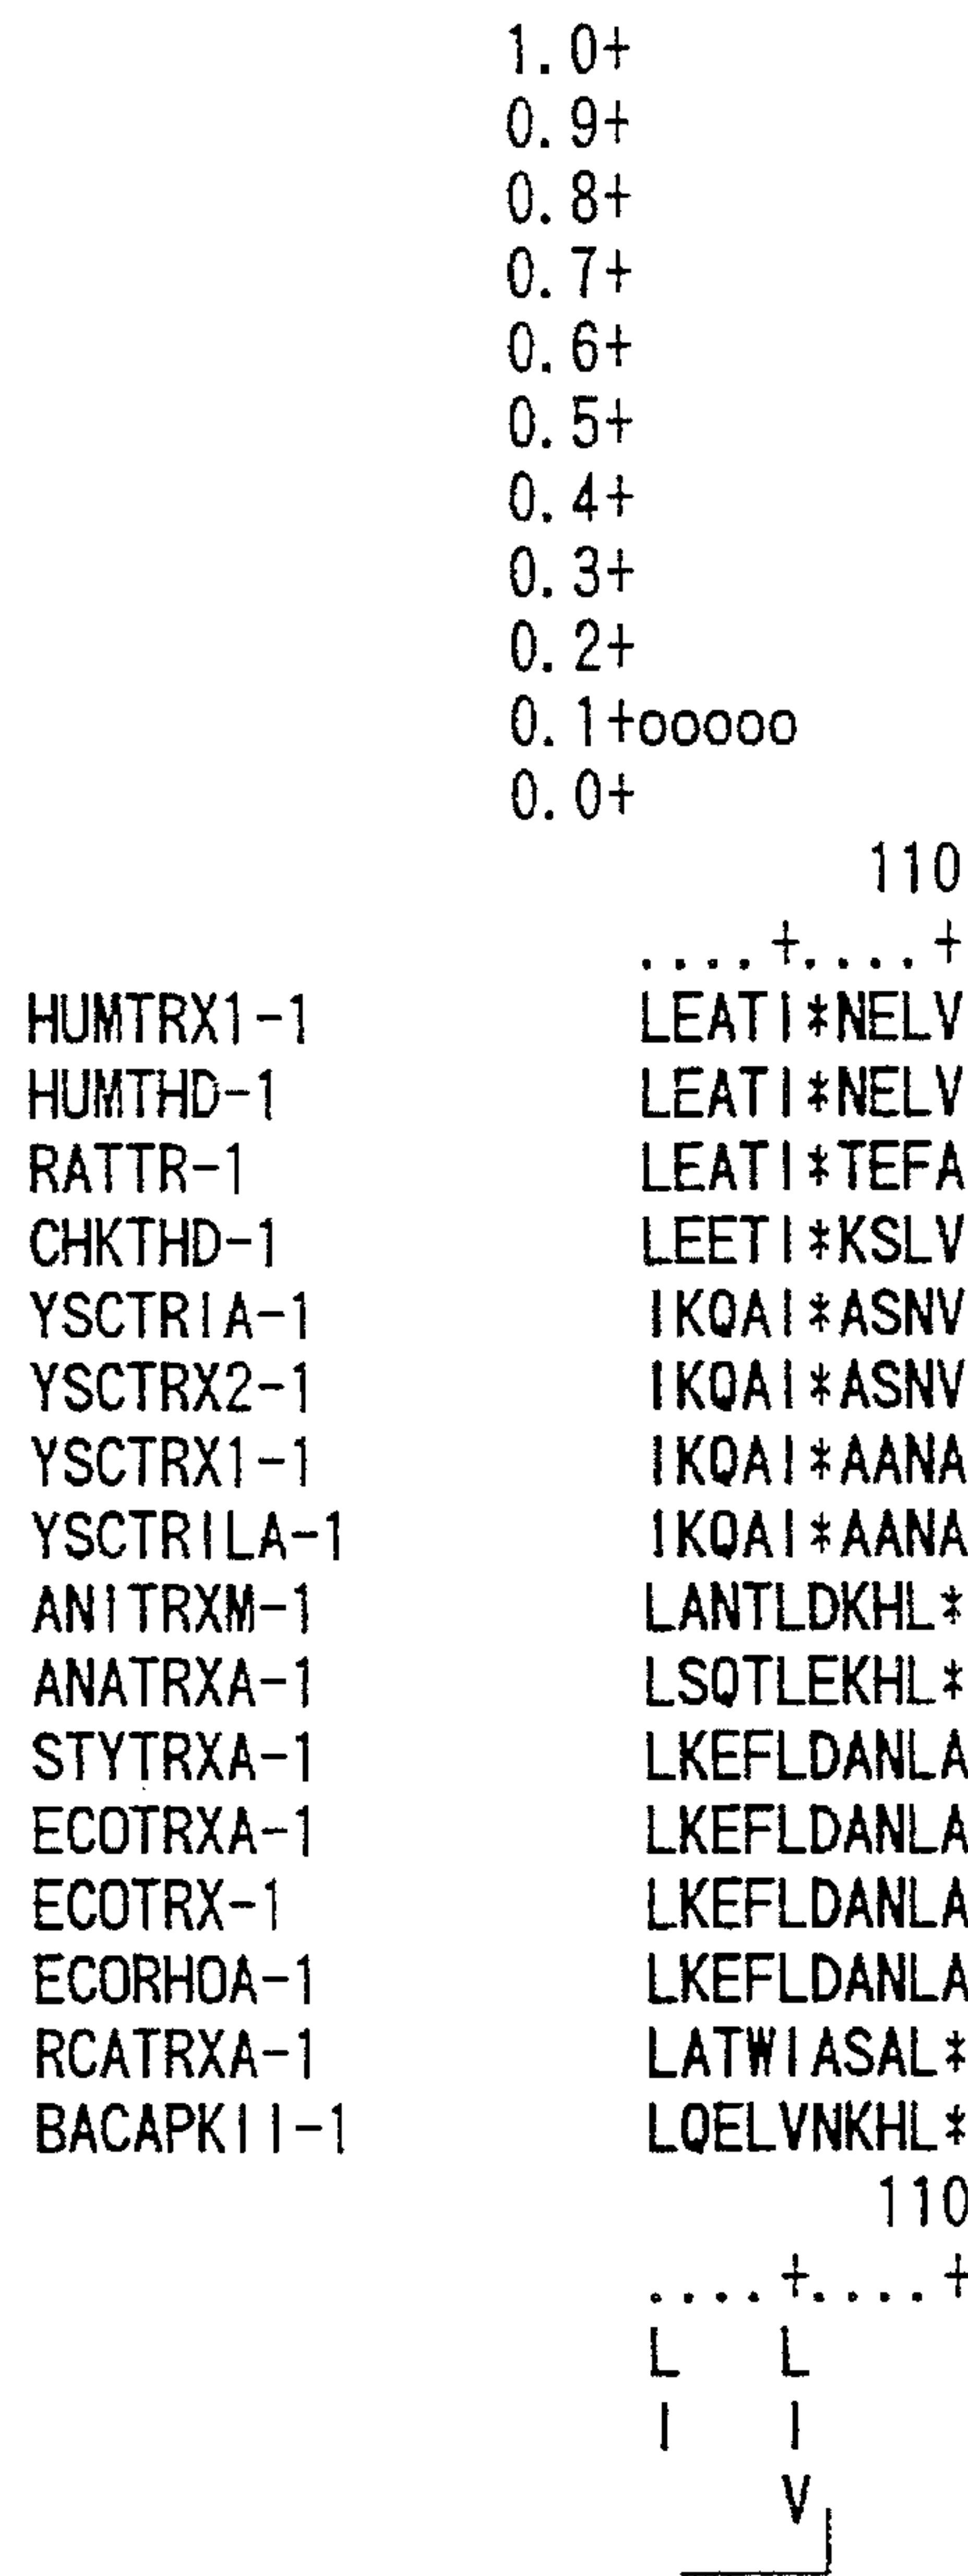 1.0+
0.9+
0.8+
0.7+
0.6+
0.5+
0.4+
0.3+
0.2+
0.1+ooooo
0.0+
110
....+....+
HUMTRX1-1 LEATI*NELV
HUMTHD-1 LEATI*NELV
RATTR-1 LEATI*TEFA
CHKTHD-1 LEETI*KSLV
YSCTRIA-1 IKQAI*ASNV
YSCTRX2-1 IKQAI*ASNV
YSCTRX1-1 IKQAI*AANA
YSCTRILA-1 IKQAI*AANA
ANITRXM-1 LANTLDKHL*
ANATRXA-1 LSQTLEKHL*
STYTRXA-1 LKEFLDANLA
ECOTRXA-1 LKEFLDANLA
ECOTRX-1 LKEFLDANLA
ECORHOA-1 LKEFLDANLA
RCATRXA-1 LATWIASAL*
BACAPKII-1 LQELVNKHL*
110
....+....+
L L
I I
V